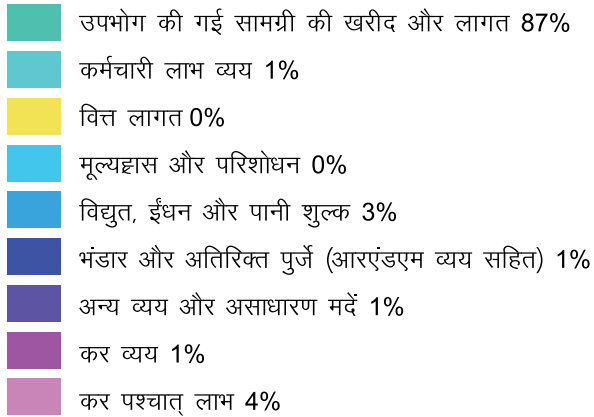 उपभोग की गई सामग्री की खरीद और लागत 87%
कर्मचारी लाभ व्यय 1%
वित्त लागत 0%
मूल्यह्रास और परिशोधन 0%
विद्युत, ईंधन और पानी शुल्क 3%
भंडार और अतिरिक्त पुर्जे (आरएंडएम व्यय सहित) 1%
अन्य व्यय और असाधारण मदें 1%
कर व्यय 1%
कर पश्चात् लाभ 4%